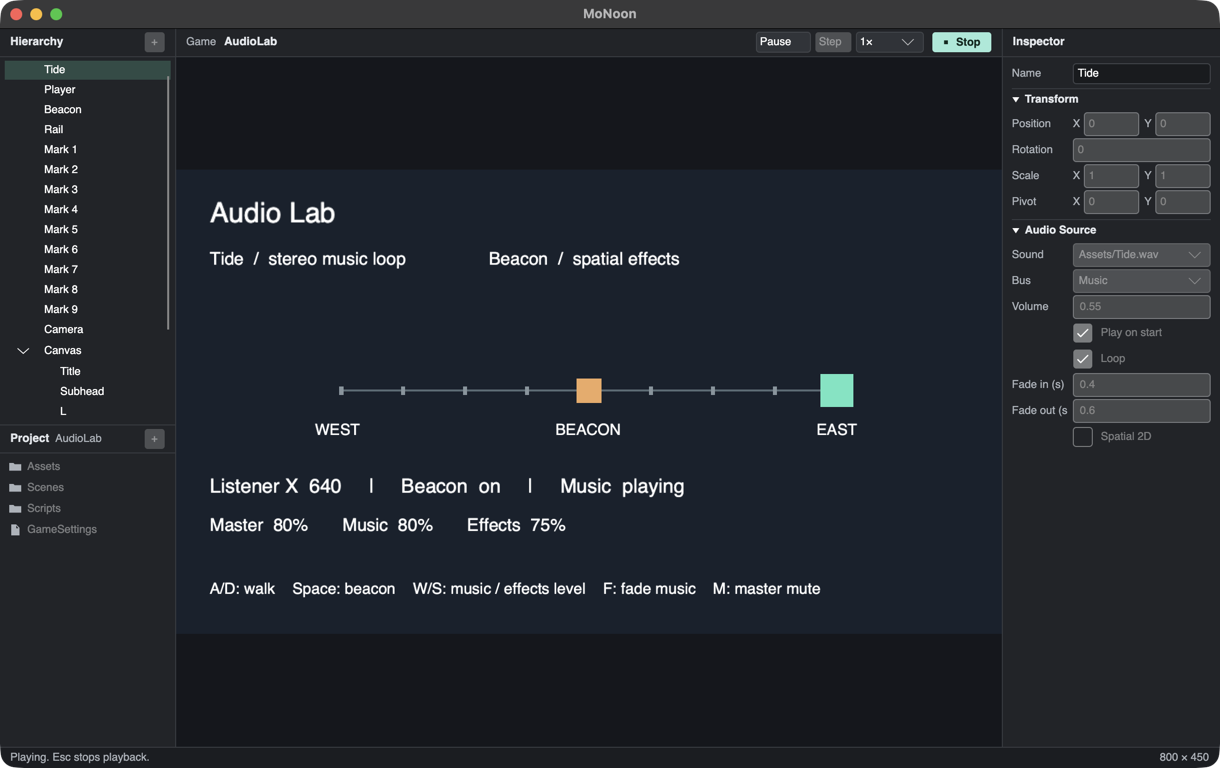 MoNoon
Hierarchy +
Tide
Player
Beacon
Rail
Mark 1
Mark 2
Mark 3
Mark 4
Mark 5
Mark 6
Mark 7
Mark 8
Mark 9
Camera
Canvas
Title
Subhead
L
Project AudioLab +
Assets
Scenes
Scripts
GameSettings
Game AudioLab Pause Step 1× Stop
Audio Lab
Tide / stereo music loop Beacon / spatial effects
WEST BEACON EAST
Listener X 640 | Beacon on | Music playing
Master 80% Music 80% Effects 75%
A/D: walk Space: beacon W/S: music / effects level F: fade music M: master mute
Inspector
Name Tide
Transform
Position X 0 Y 0
Rotation 0
Scale X 1 Y 1
Pivot X 0 Y 0
Audio Source
Sound Assets/Tide.wav
Bus Music
Volume 0.55
Play on start
Loop
Fade in (s) 0.4
Fade out (s 0.6
Spatial 2D
Playing. Esc stops playback. 800 × 450